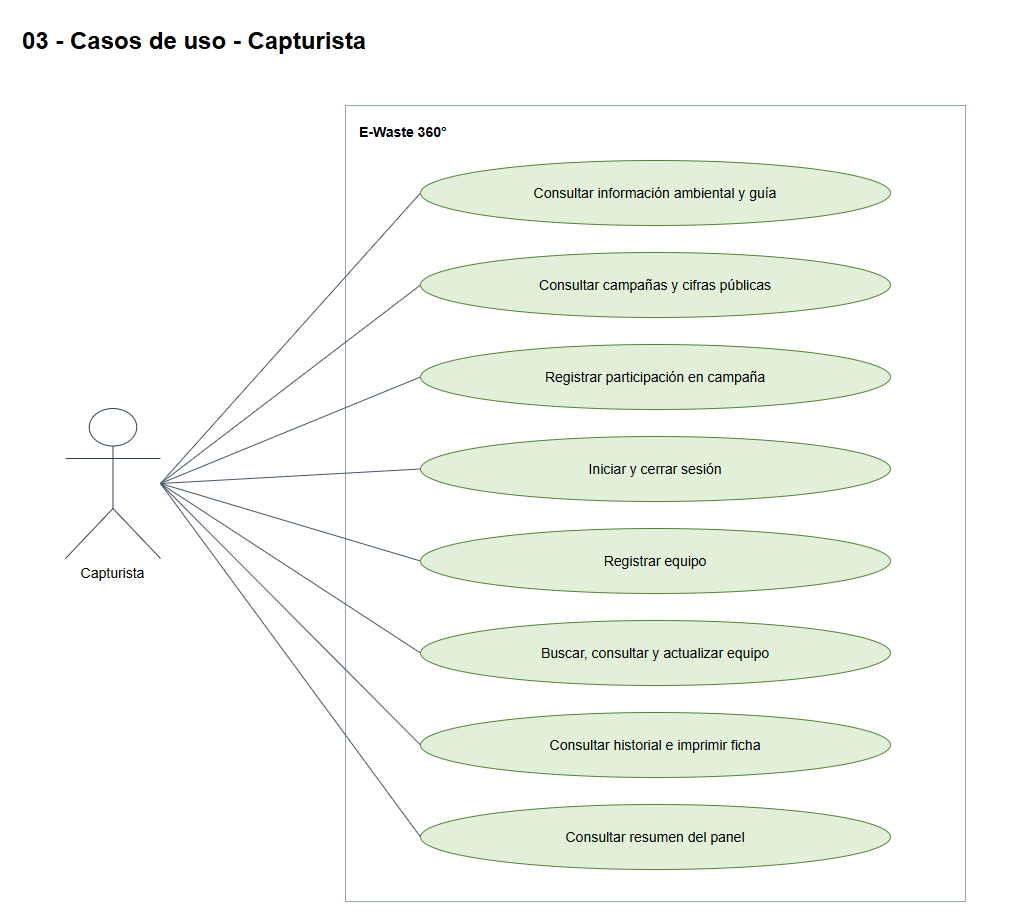 03 - Casos de uso - Capturista
E-Waste 360°
Consultar información ambiental y guía
Consultar campañas y cifras públicas
Registrar participación en campaña
Iniciar y cerrar sesión
Registrar equipo
Capturista
Buscar, consultar y actualizar equipo
Consultar historial e imprimir ficha
Consultar resumen del panel